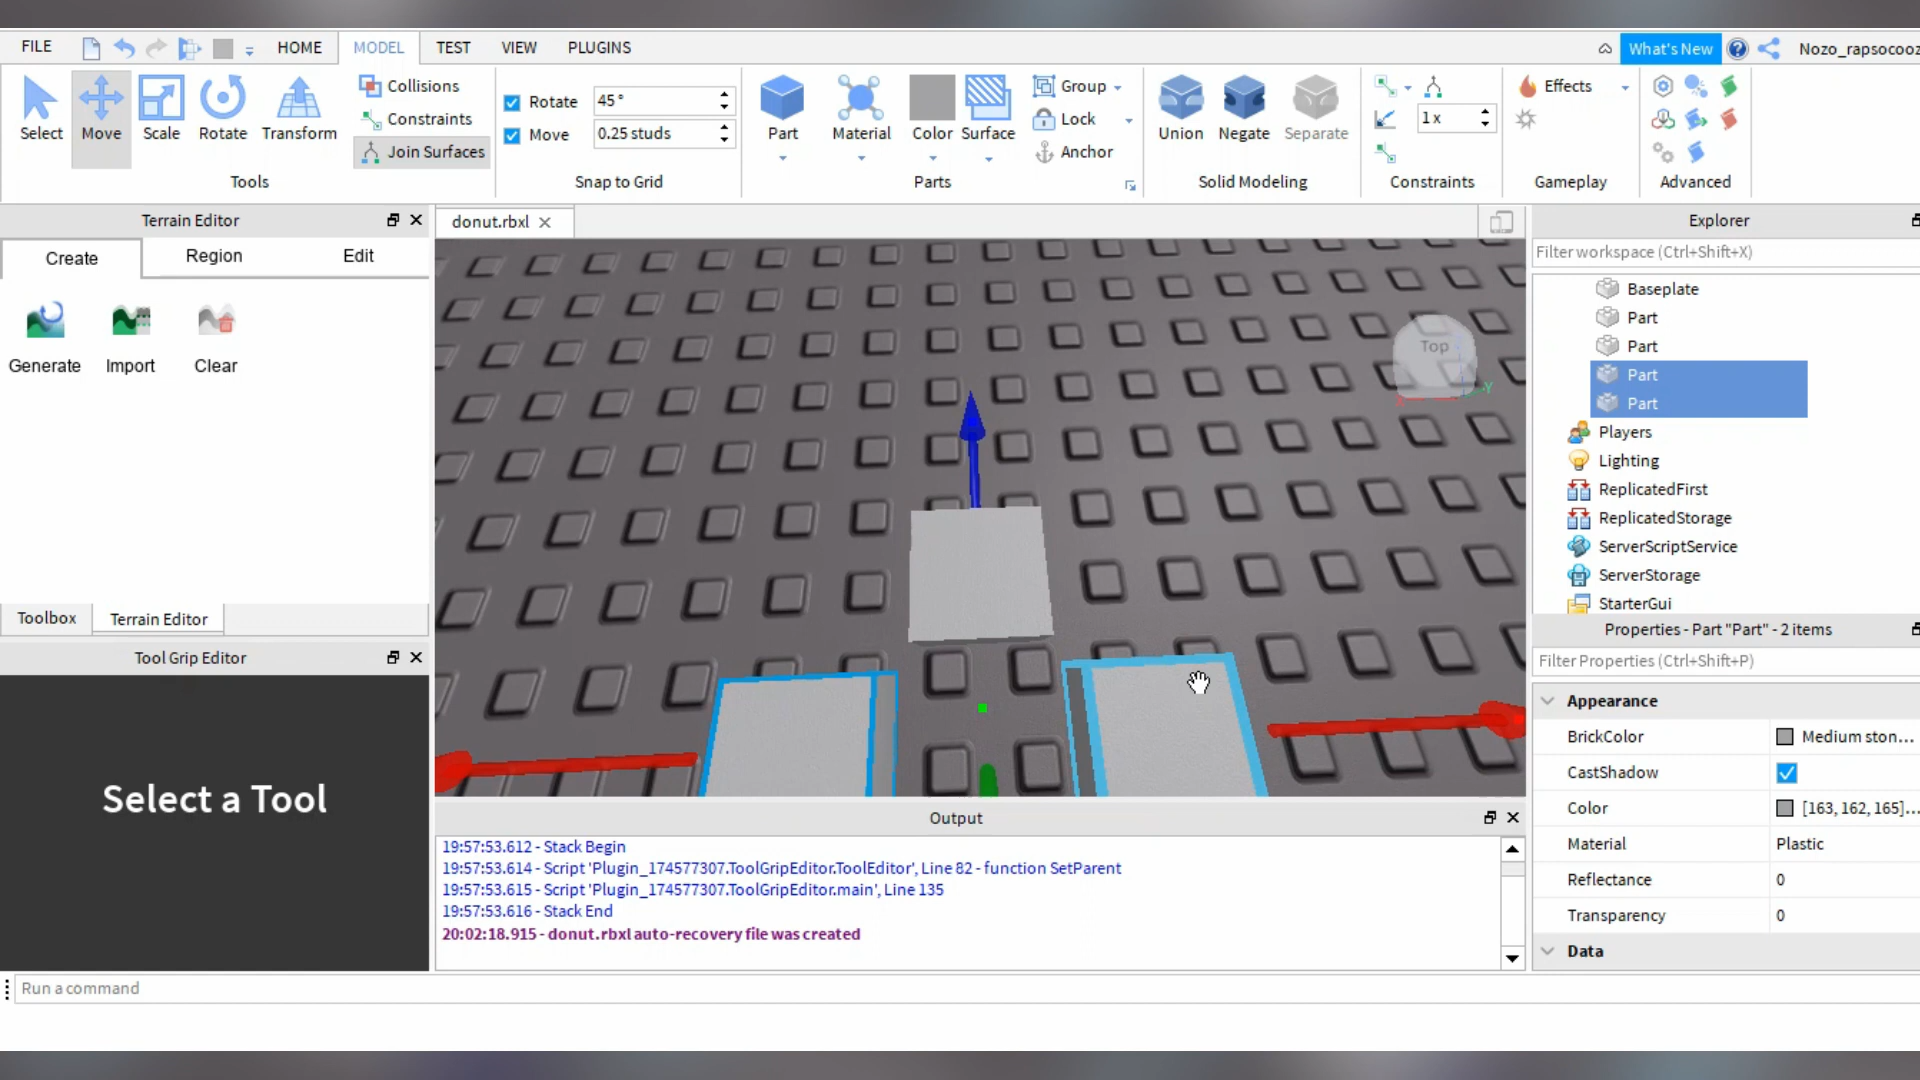 FILE
HOME
MODEL
TEST
VIEW
PLUGINS
What's New
Select
Move
Scale
Rotate
Transform
Collisions
Constraints
Join Surfaces
Tools
Rotate
45 °
Move
0.25 studs
Snap to Grid
Part
Material
Color
Surface
Group
Lock
Anchor
Parts
Union
Negate
Separate
Solid Modeling
1 x
Constraints
Effects
Gameplay
Advanced
Terrain Editor
Create
Region
Edit
Generate
Import
Clear
Toolbox
Terrain Editor
Tool Grip Editor
Select a Tool
donut.rbxl
Top
Y
Output
19:57:53.612 - Stack Begin
19:57:53.614 - Script 'Plugin_174577307.ToolGripEditor.ToolEditor', Line 82 - function SetParent
19:57:53.615 - Script 'Plugin_174577307.ToolGripEditor.main', Line 135
19:57:53.616 - Stack End
20:02:18.915 - donut.rbxl auto-recovery file was created
Run a command
Explorer
Filter workspace (Ctrl+Shift+X)
Baseplate
Part
Part
Part
Part
Players
Lighting
ReplicatedFirst
ReplicatedStorage
ServerScriptService
ServerStorage
StarterGui
Properties - Part "Part" - 2 items
Filter Properties (Ctrl+Shift+P)
Appearance
BrickColor Medium ston...
CastShadow
Color [163, 162, 165]...
Material Plastic
Reflectance 0
Transparency 0
Data